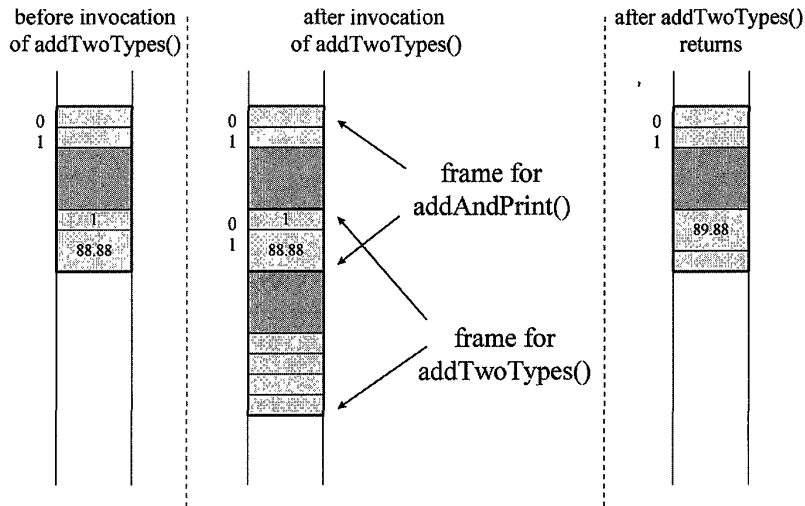 before invocation
of addTwoTypes()
0
1
1
88.88
after invocation
of addTwoTypes()
0
1
0
1
1
88.88
frame for
addAndPrint()
frame for
addTwoTypes()
after addTwoTypes()
returns
0
1
89.88